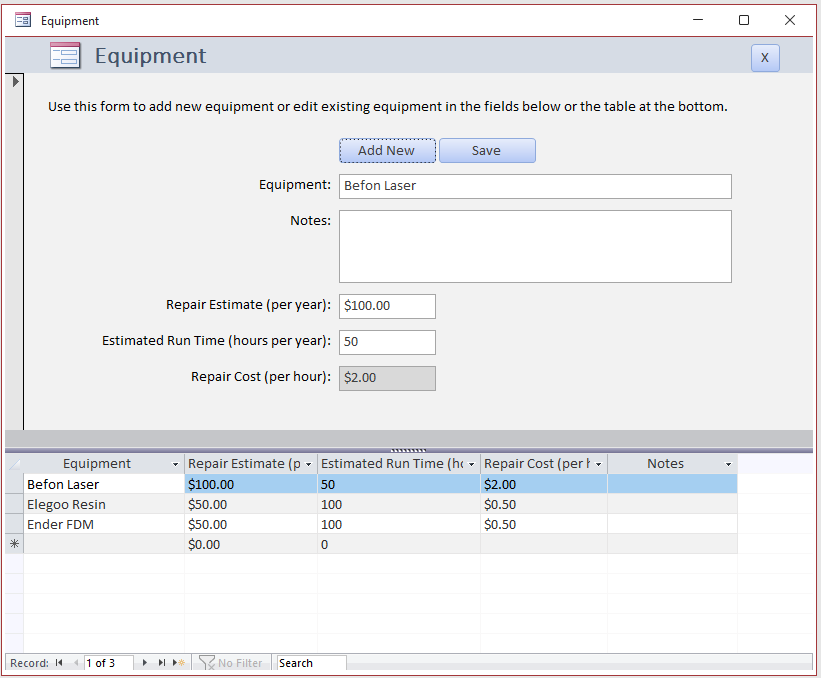 Equipment
Equipment
X
Use this form to add new equipment or edit existing equipment in the fields below or the table at the bottom.
Add New Save
Equipment: Befon Laser
Notes:
Repair Estimate (per year): $100.00
Estimated Run Time (hours per year): 50
Repair Cost (per hour): $2.00
Equipment Repair Estimate (p Estimated Run Time (ho Repair Cost (per h Notes
Befon Laser $100.00 50 $2.00
Elegoo Resin $50.00 100 $0.50
Ender FDM $50.00 100 $0.50
$0.00 0
Record: 1 of 3 No Filter Search